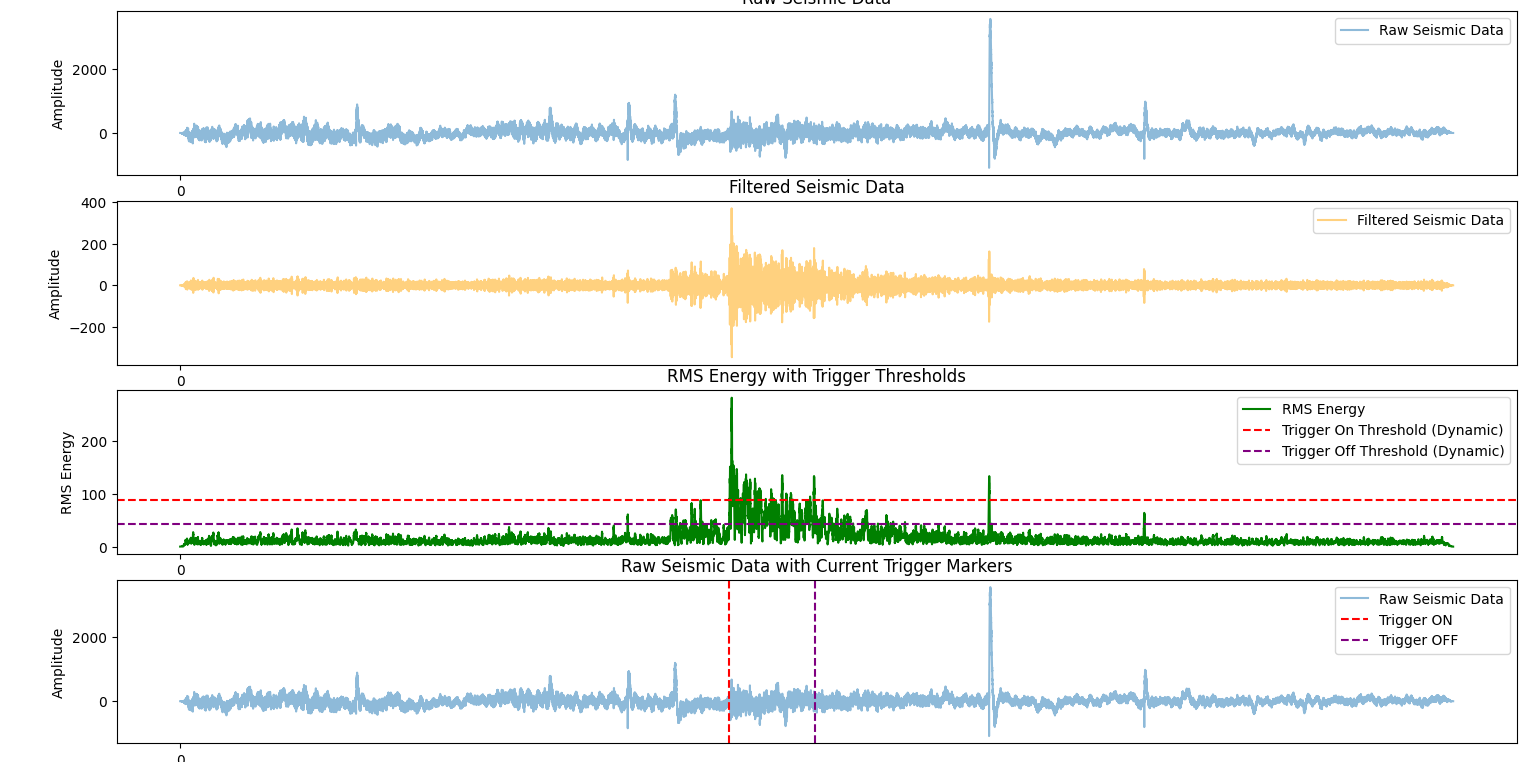 Raw Seismic Data
Raw Seismic Data
2000
0
Amplitude
0
Filtered Seismic Data
Filtered Seismic Data
400
200
0
−200
Amplitude
0
RMS Energy with Trigger Thresholds
RMS Energy
Trigger On Threshold (Dynamic)
Trigger Off Threshold (Dynamic)
200
100
0
RMS Energy
0
Raw Seismic Data with Current Trigger Markers
Raw Seismic Data
Trigger ON
Trigger OFF
2000
0
Amplitude
0